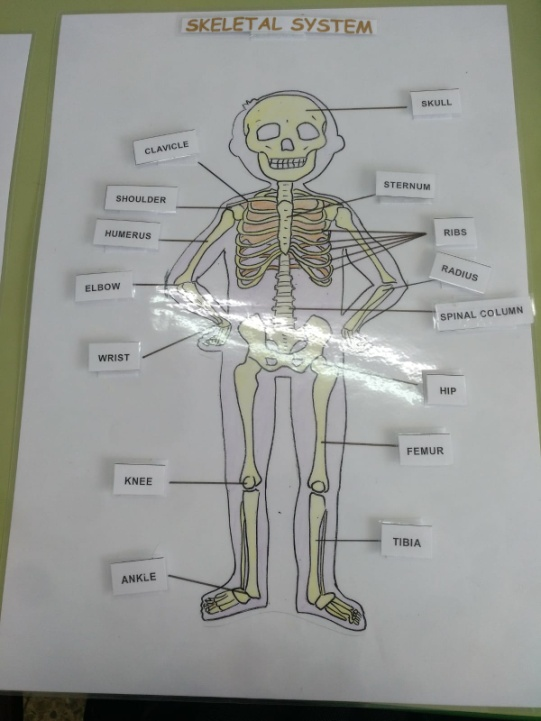 SKELETAL SYSTEM
SKULL
CLAVICLE
STERNUM
SHOULDER
HUMERUS
RIBS
RADIUS
ELBOW
SPINAL COLUMN
WRIST
HIP
FEMUR
KNEE
TIBIA
ANKLE